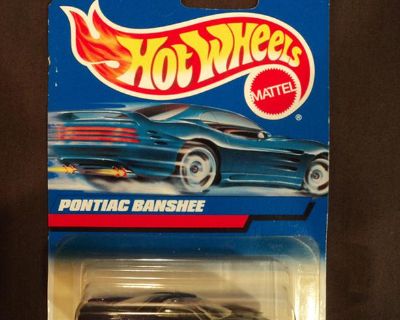 HOT WHEELS
®
MATTEL
PONTIAC BANSHEE